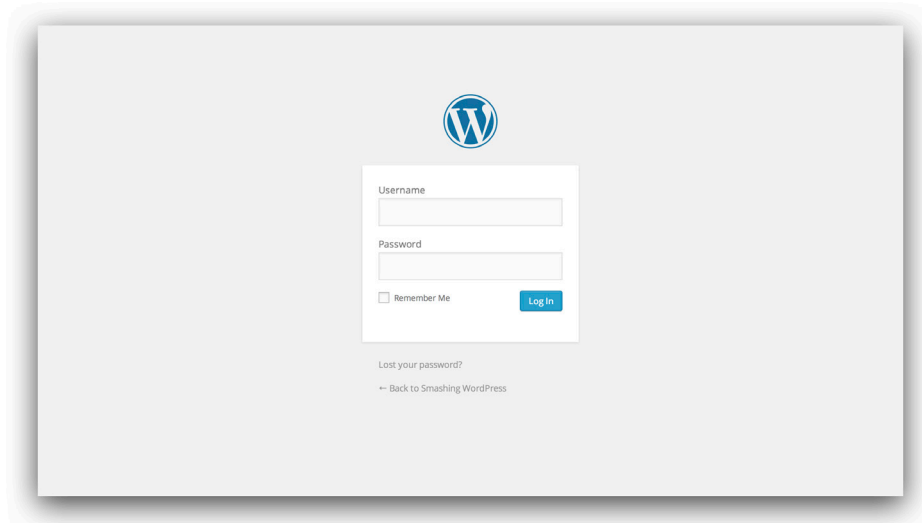 Username
Password
Remember Me
Log In
Lost your password?
← Back to Smashing WordPress